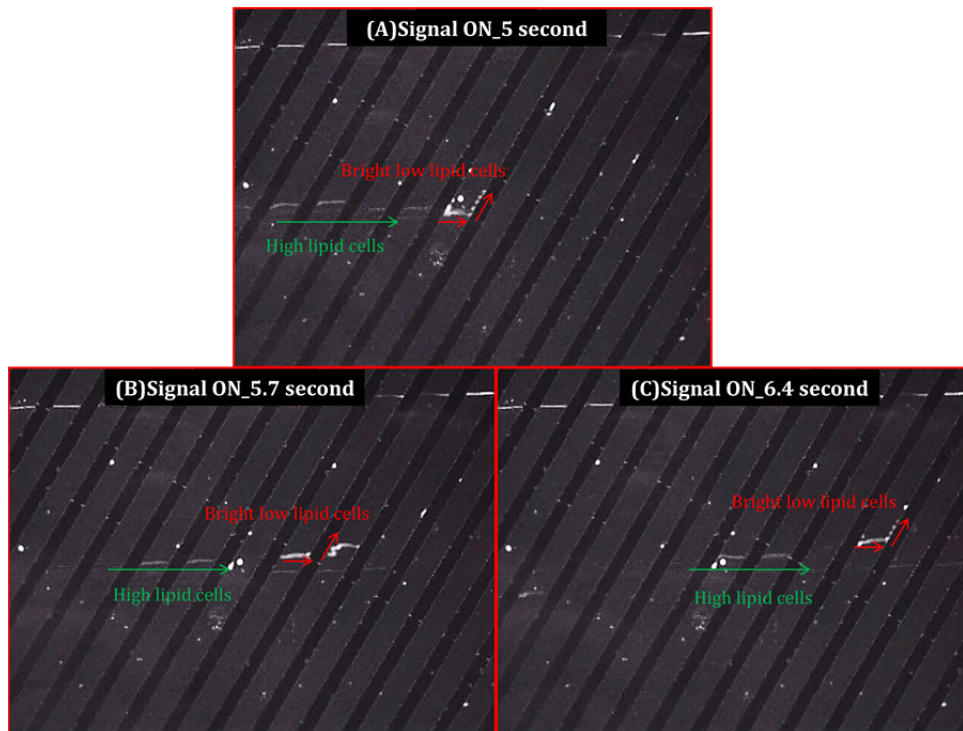 (A)Signal ON_5 second
Bright low lipid cells
High lipid cells
(B)Signal ON_5.7 second
Bright low lipid cells
High lipid cells
(C)Signal ON_6.4 second
Bright low lipid cells
High lipid cells